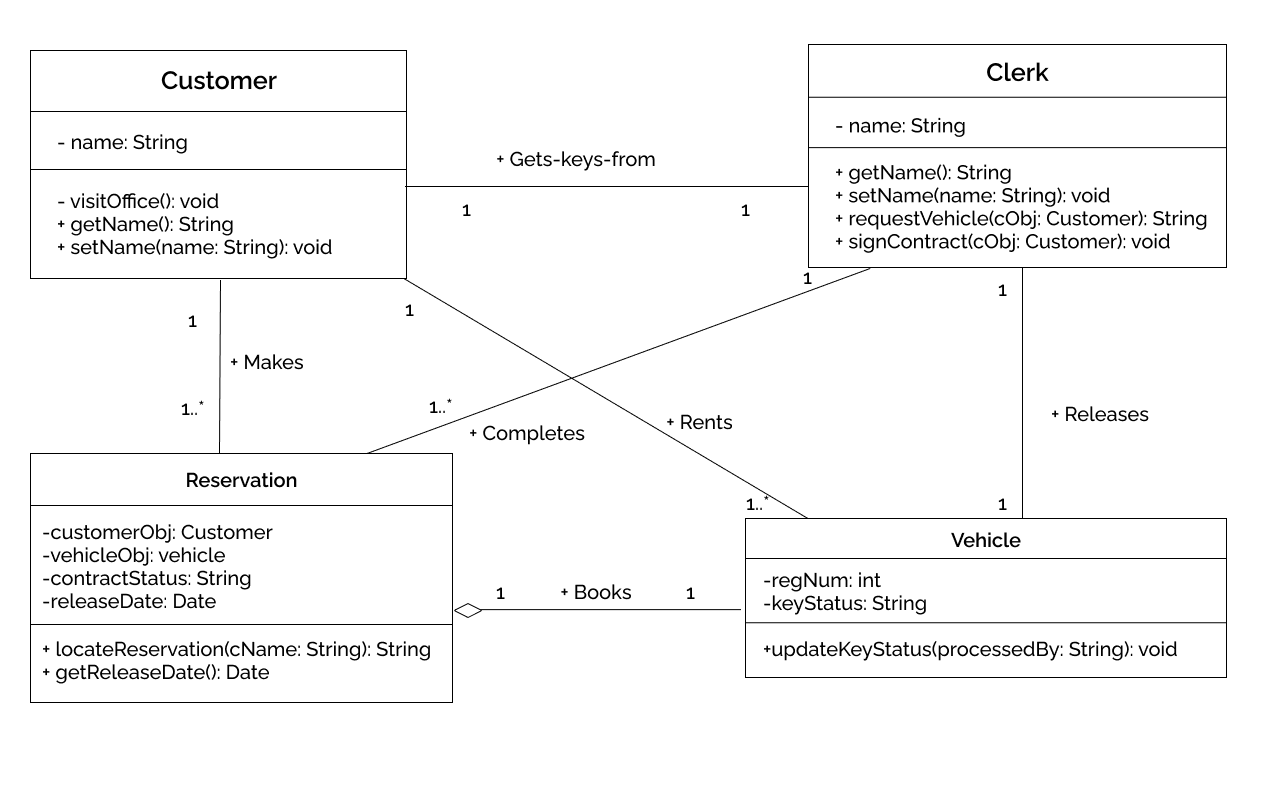 Customer
- name: String
- visitOffice(): void
+ getName(): String
+ setName(name: String): void
Clerk
- name: String
+ getName(): String
+ setName(name: String): void
+ requestVehicle(cObj: Customer): String
+ signContract(cObj: Customer): void
+ Gets-keys-from
1
1
1
+ Makes
1..*
1
1..*
+ Completes
1
+ Rents
1..*
1
+ Releases
1
Reservation
-customerObj: Customer
-vehicleObj: vehicle
-contractStatus: String
-releaseDate: Date
+ locateReservation(cName: String): String
+ getReleaseDate(): Date
1
+ Books
1
Vehicle
-regNum: int
-keyStatus: String
+updateKeyStatus(processedBy: String): void